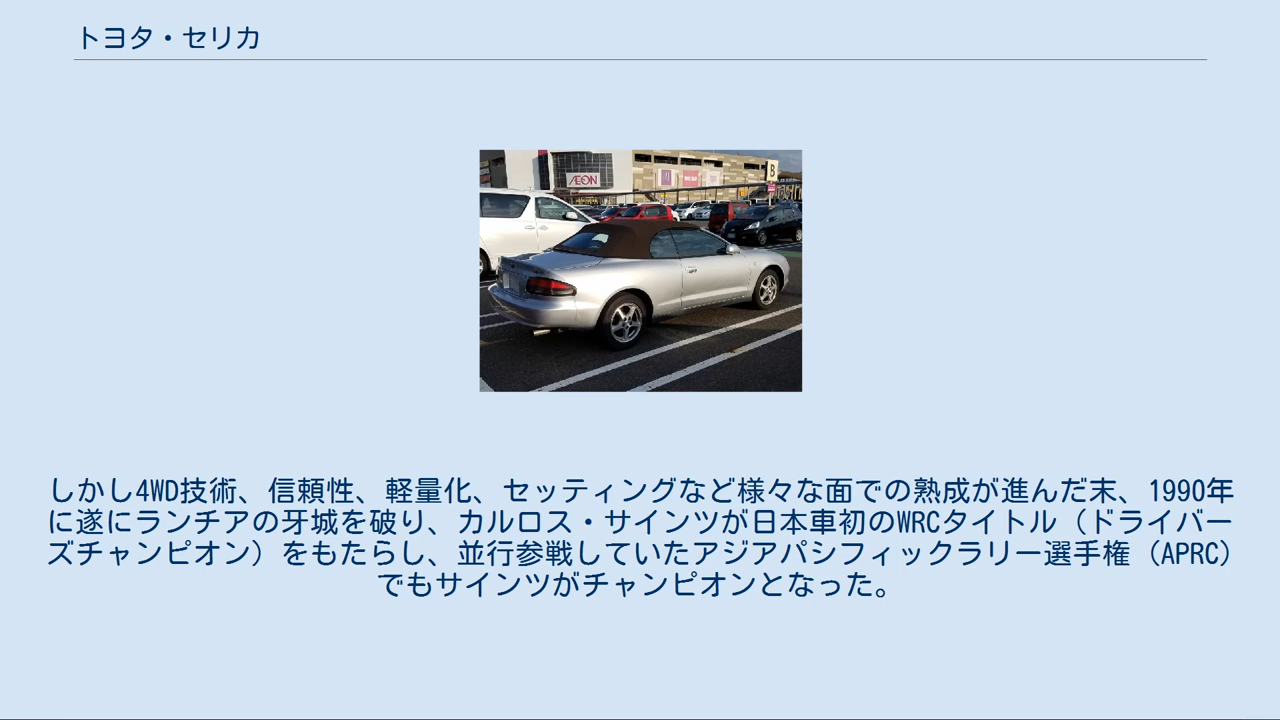 トヨタ・セリカ
ÆON
B
しかし4WD技術、信頼性、軽量化、セッティングなど様々な面での熟成が進んだ末、1990年
に遂にランチアの牙城を破り、カルロス・サインツが日本車初のWRCタイトル（ドライバー
ズチャンピオン）をもたらし、並行参戦していたアジアパシフィックラリー選手権（APRC）
でもサインツがチャンピオンとなった。